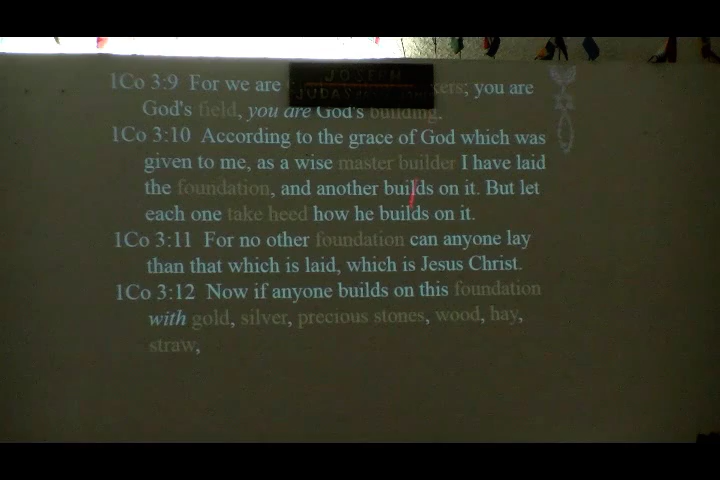 JOSEPH
JUDAS
1Co 3:9 For we are ; you are
God's field, you are God's building.
1Co 3:10 According to the grace of God which was
given to me, as a wise master builder I have laid
the foundation, and another builds on it. But let
each one take heed how he builds on it.
1Co 3:11 For no other foundation can anyone lay
than that which is laid, which is Jesus Christ.
1Co 3:12 Now if anyone builds on this foundation
with gold, silver, precious stones, wood, hay,
straw,